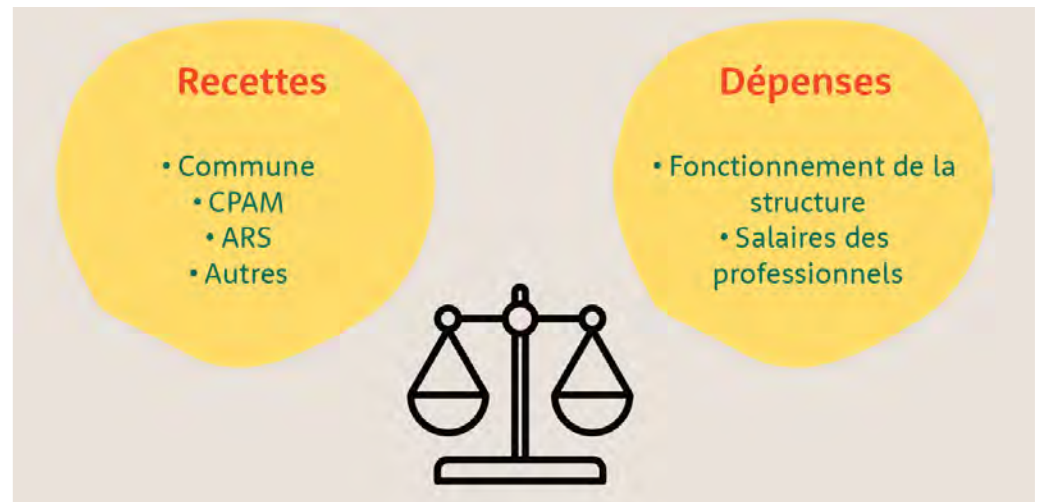 Recettes
• Commune
• CPAM
• ARS
• Autres
Dépenses
• Fonctionnement de la
structure
• Salaires des
professionnels